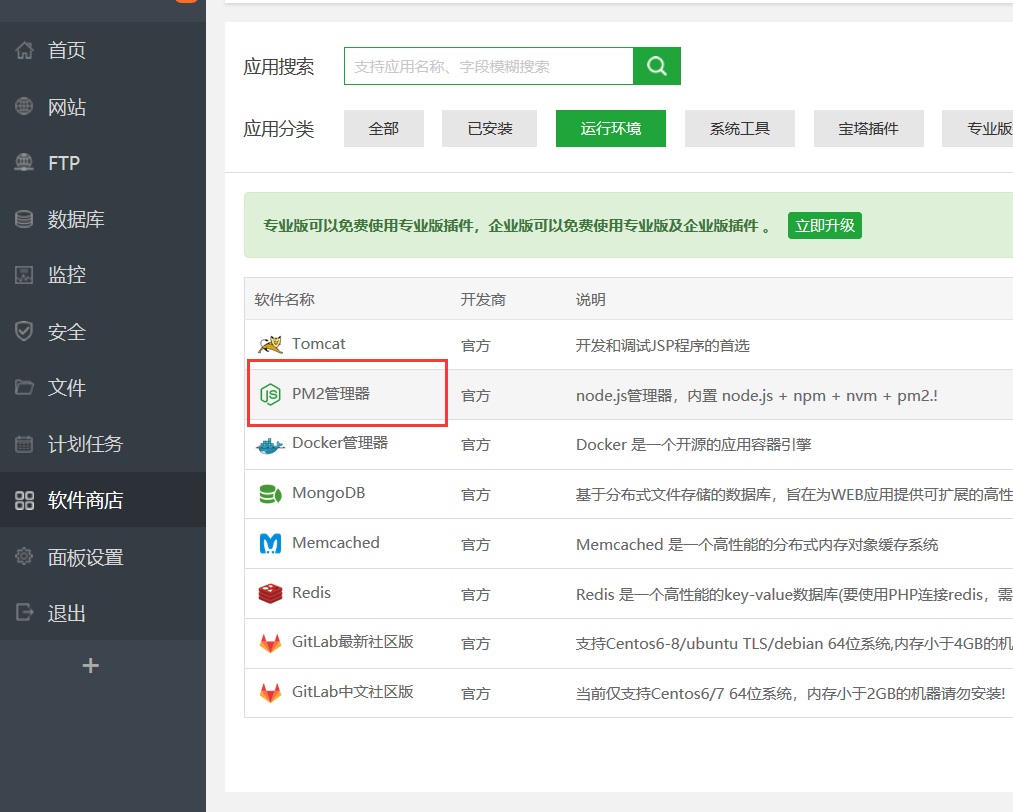 首页
网站
FTP
数据库
监控
安全
文件
计划任务
软件商店
面板设置
退出
应用搜索 支持应用名称、字段模糊搜索
应用分类 全部 已安装 运行环境 系统工具 宝塔插件 专业版
专业版可以免费使用专业版插件，企业版可以免费使用专业版及企业版插件 。 立即升级
软件名称 开发商 说明
Tomcat 官方 开发和调试JSP程序的首选
PM2管理器 官方 node.js管理器，内置 node.js + npm + nvm + pm2.!
Docker管理器 官方 Docker 是一个开源的应用容器引擎
MongoDB 官方 基于分布式文件存储的数据库，旨在为WEB应用提供可扩展的高性
Memcached 官方 Memcached 是一个高性能的分布式内存对象缓存系统
Redis 官方 Redis 是一个高性能的key-value数据库(要使用PHP连接redis，需
GitLab最新社区版 官方 支持Centos6-8/ubuntu TLS/debian 64位系统,内存小于4GB的机
GitLab中文社区版 官方 当前仅支持Centos6/7 64位系统，内存小于2GB的机器请勿安装!